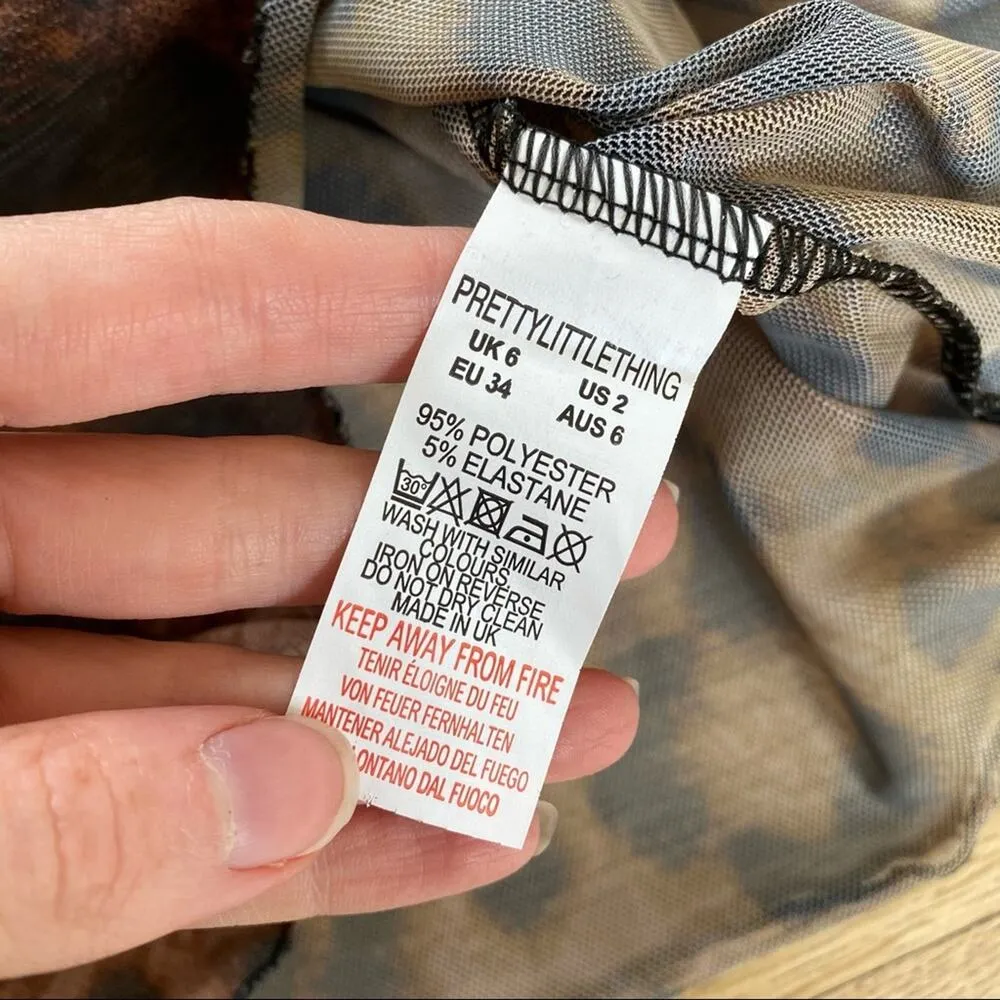 PRETTYLITTLETHING
UK 6 US 2
EU 34 AUS 6
95% POLYESTER
5% ELASTANE
30°
WASH WITH SIMILAR
COLOURS.
IRON ON REVERSE
DO NOT DRY CLEAN
MADE IN UK
KEEP AWAY FROM FIRE
TENIR ÉLOIGNE DU FEU
VON FEUER FERNHALTEN
MANTENER ALEJADO DEL FUEGO
DAL FUOCO